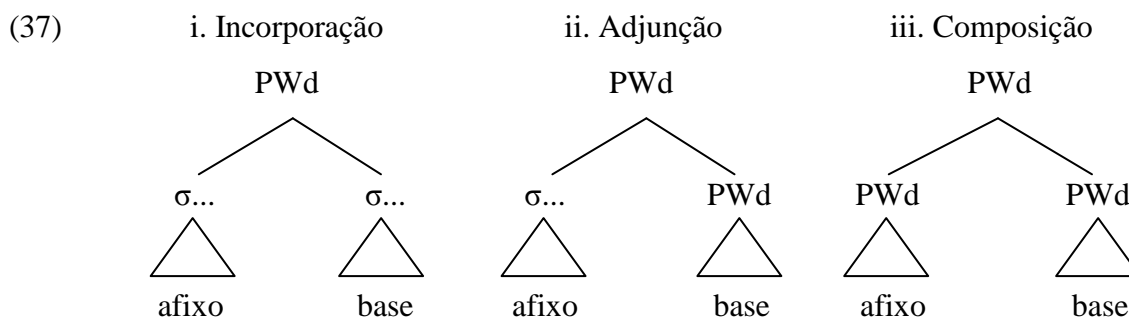 (37) i. Incorporação ii. Adjunção iii. Composição
PWd PWd PWd
σ... σ... σ... PWd PWd PWd
afixo base afixo base afixo base